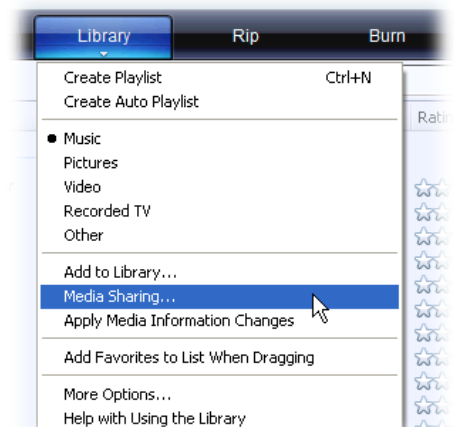 Library Rip Burn
Create Playlist Ctrl+N
Create Auto Playlist
Music
Pictures
Video
Recorded TV
Other
Add to Library...
Media Sharing...
Apply Media Information Changes
Add Favorites to List When Dragging
More Options...
Help with Using the Library